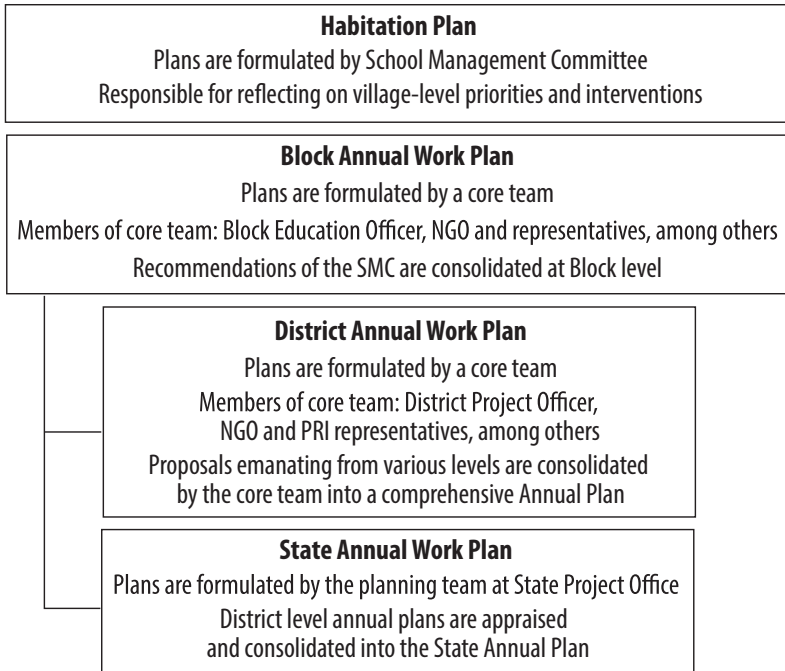 Habitation Plan
Plans are formulated by School Management Committee
Responsible for reflecting on village-level priorities and interventions
Block Annual Work Plan
Plans are formulated by a core team
Members of core team: Block Education Officer, NGO and representatives, among others
Recommendations of the SMC are consolidated at Block level
District Annual Work Plan
Plans are formulated by a core team
Members of core team: District Project Officer,
NGO and PRI representatives, among others
Proposals emanating from various levels are consolidated
by the core team into a comprehensive Annual Plan
State Annual Work Plan
Plans are formulated by the planning team at State Project Office
District level annual plans are appraised
and consolidated into the State Annual Plan